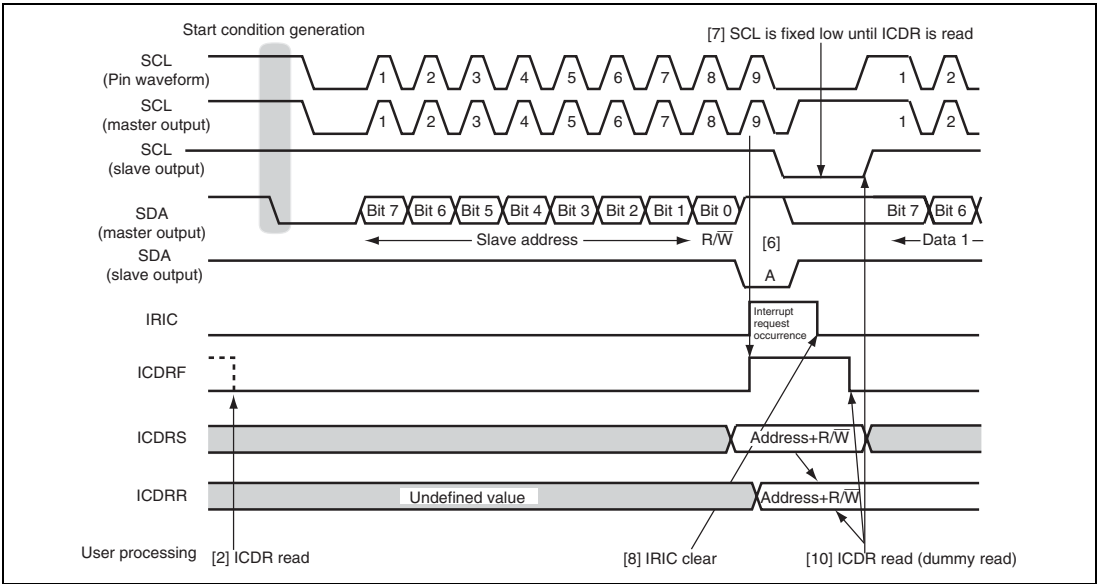 Start condition generation
[7] SCL is fixed low until ICDR is read
SCL
(Pin waveform)
1 2 3 4 5 6 7 8 9 1 2
SCL
(master output)
1 2 3 4 5 6 7 8 9 1 2
SCL
(slave output)
SDA
(master output)
Bit 7 Bit 6 Bit 5 Bit 4 Bit 3 Bit 2 Bit 1 Bit 0 Bit 7 Bit 6
Slave address R/W̅ [6] Data 1
SDA
(slave output)
A
IRIC
Interrupt
request
occurrence
ICDRF
ICDRS
Address+R/W̅
ICDRR
Undefined value
Address+R/W̅
User processing
[2] ICDR read
[8] IRIC clear
[10] ICDR read (dummy read)